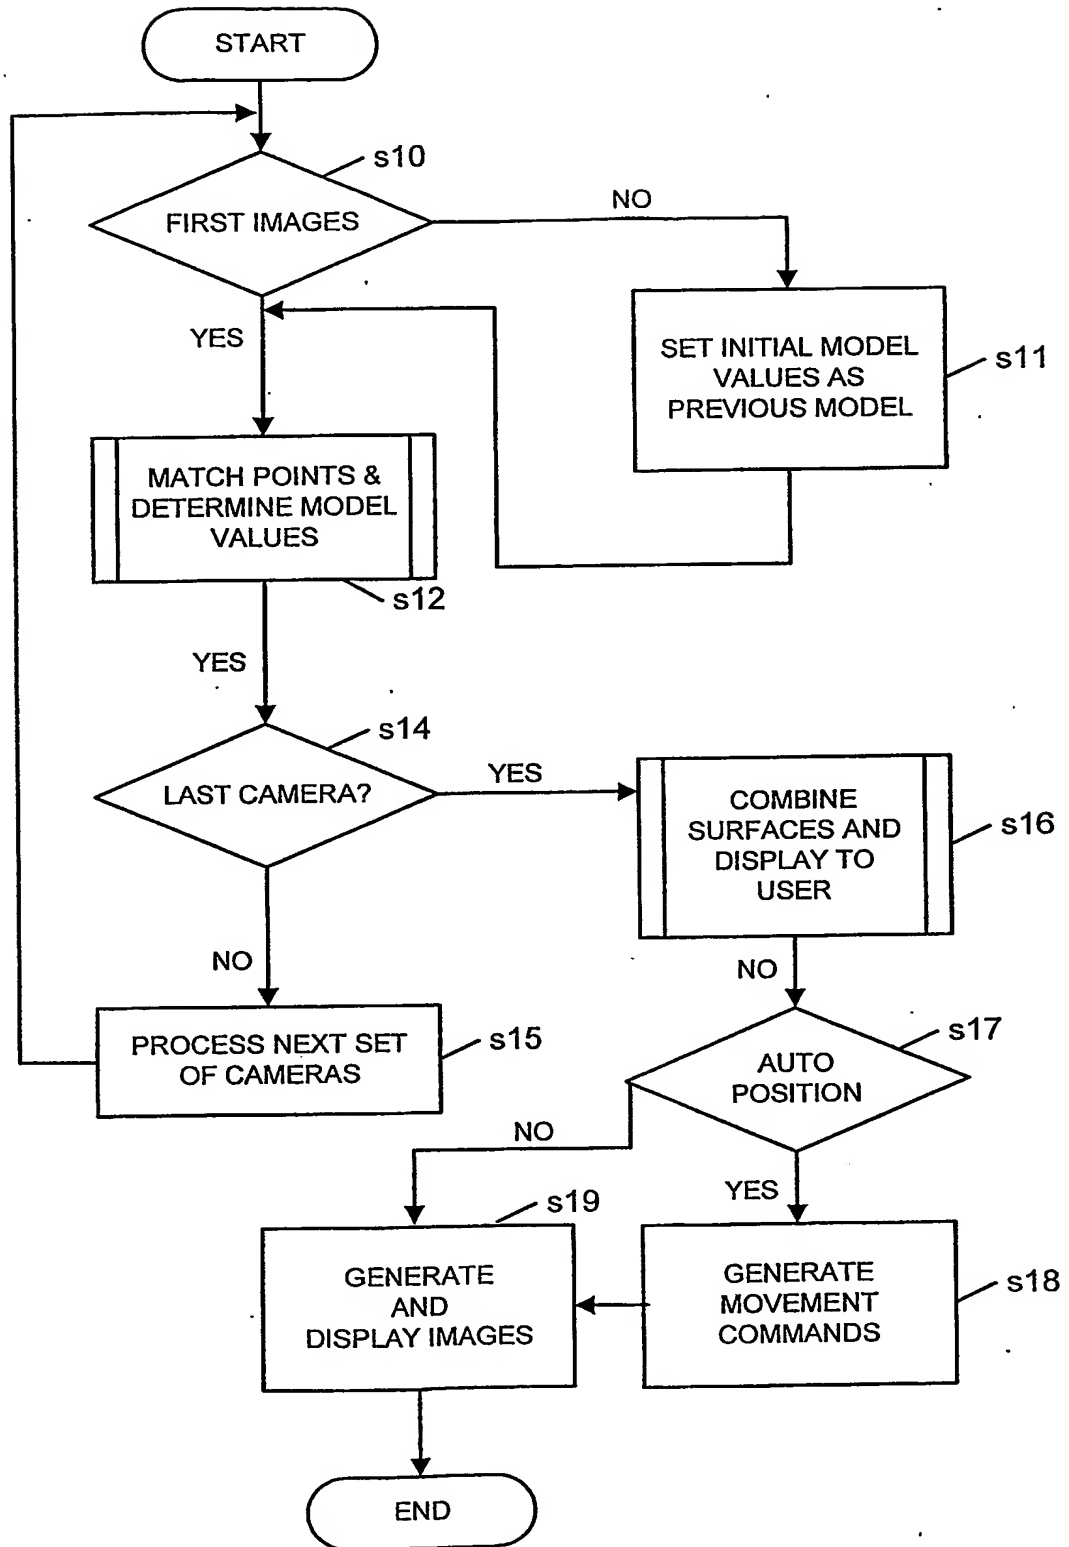 START
s10
FIRST IMAGES
NO
YES
SET INITIAL MODEL
VALUES AS
PREVIOUS MODEL
s11
MATCH POINTS &
DETERMINE MODEL
VALUES
s12
YES
s14
LAST CAMERA?
YES
COMBINE
SURFACES AND
DISPLAY TO
USER
s16
NO
NO
PROCESS NEXT SET
OF CAMERAS
s15
s17
AUTO
POSITION
NO
YES
s19
GENERATE
AND
DISPLAY IMAGES
GENERATE
MOVEMENT
COMMANDS
s18
END